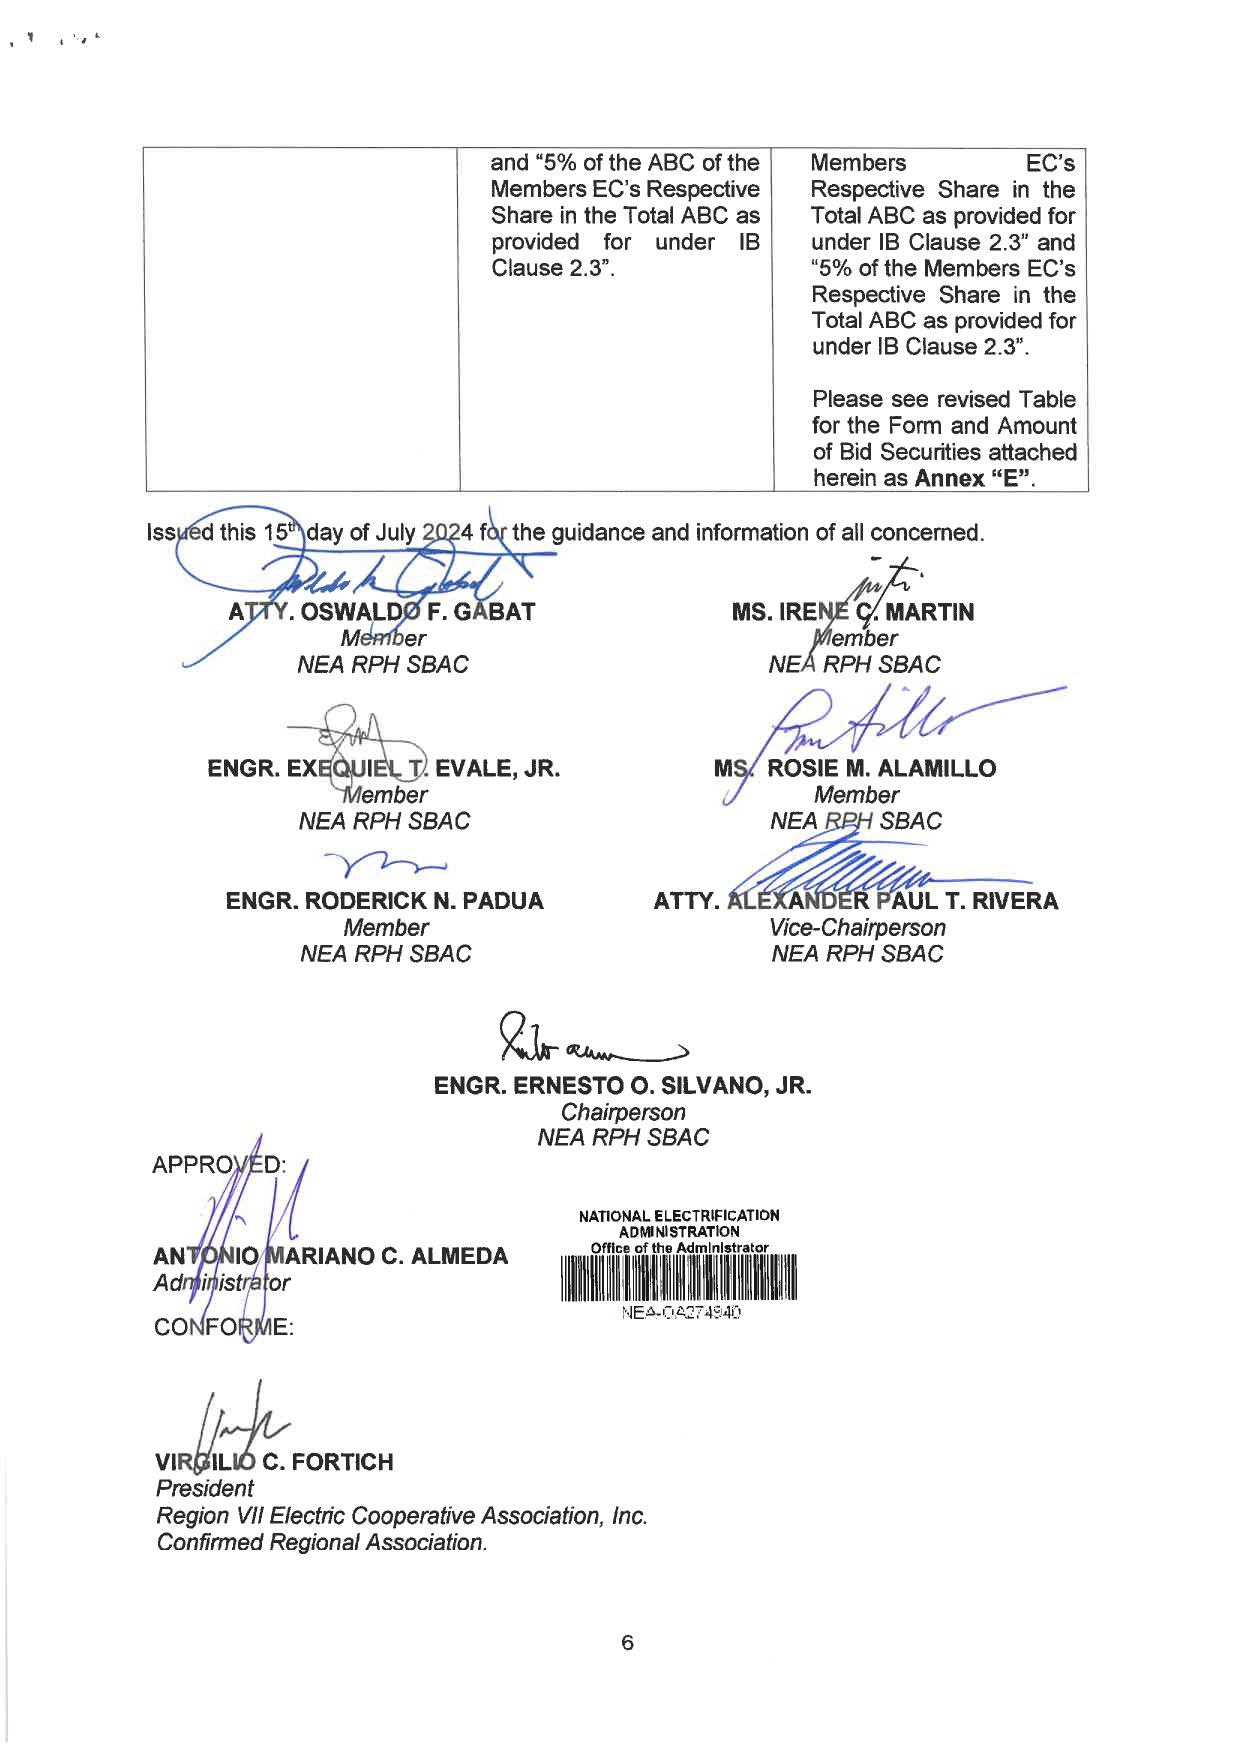 and “5% of the ABC of the
Members EC’s Respective
Share in the Total ABC as
provided for under IB
Clause 2.3”.
Members EC’s
Respective Share in the
Total ABC as provided for
under IB Clause 2.3” and
“5% of the Members EC’s
Respective Share in the
Total ABC as provided for
under IB Clause 2.3”.
Please see revised Table
for the Form and Amount
of Bid Securities attached
herein as Annex “E”.
Issued this 15th day of July 2024 for the guidance and information of all concerned.
ATTY. OSWALDO F. GABAT
Member
NEA RPH SBAC
MS. IRENE C. MARTIN
Member
NEA RPH SBAC
ENGR. EXEQUIEL T. EVALE, JR.
Member
NEA RPH SBAC
MS. ROSIE M. ALAMILLO
Member
NEA RPH SBAC
ENGR. RODERICK N. PADUA
Member
NEA RPH SBAC
ATTY. ALEXANDER PAUL T. RIVERA
Vice-Chairperson
NEA RPH SBAC
ENGR. ERNESTO O. SILVANO, JR.
Chairperson
NEA RPH SBAC
APPROVED:
ANTONIO MARIANO C. ALMEDA
Administrator
NATIONAL ELECTRIFICATION
ADMINISTRATION
Office of the Administrator
NEA-OA274940
CONFORME:
VIRGILIO C. FORTICH
President
Region VII Electric Cooperative Association, Inc.
Confirmed Regional Association.
6